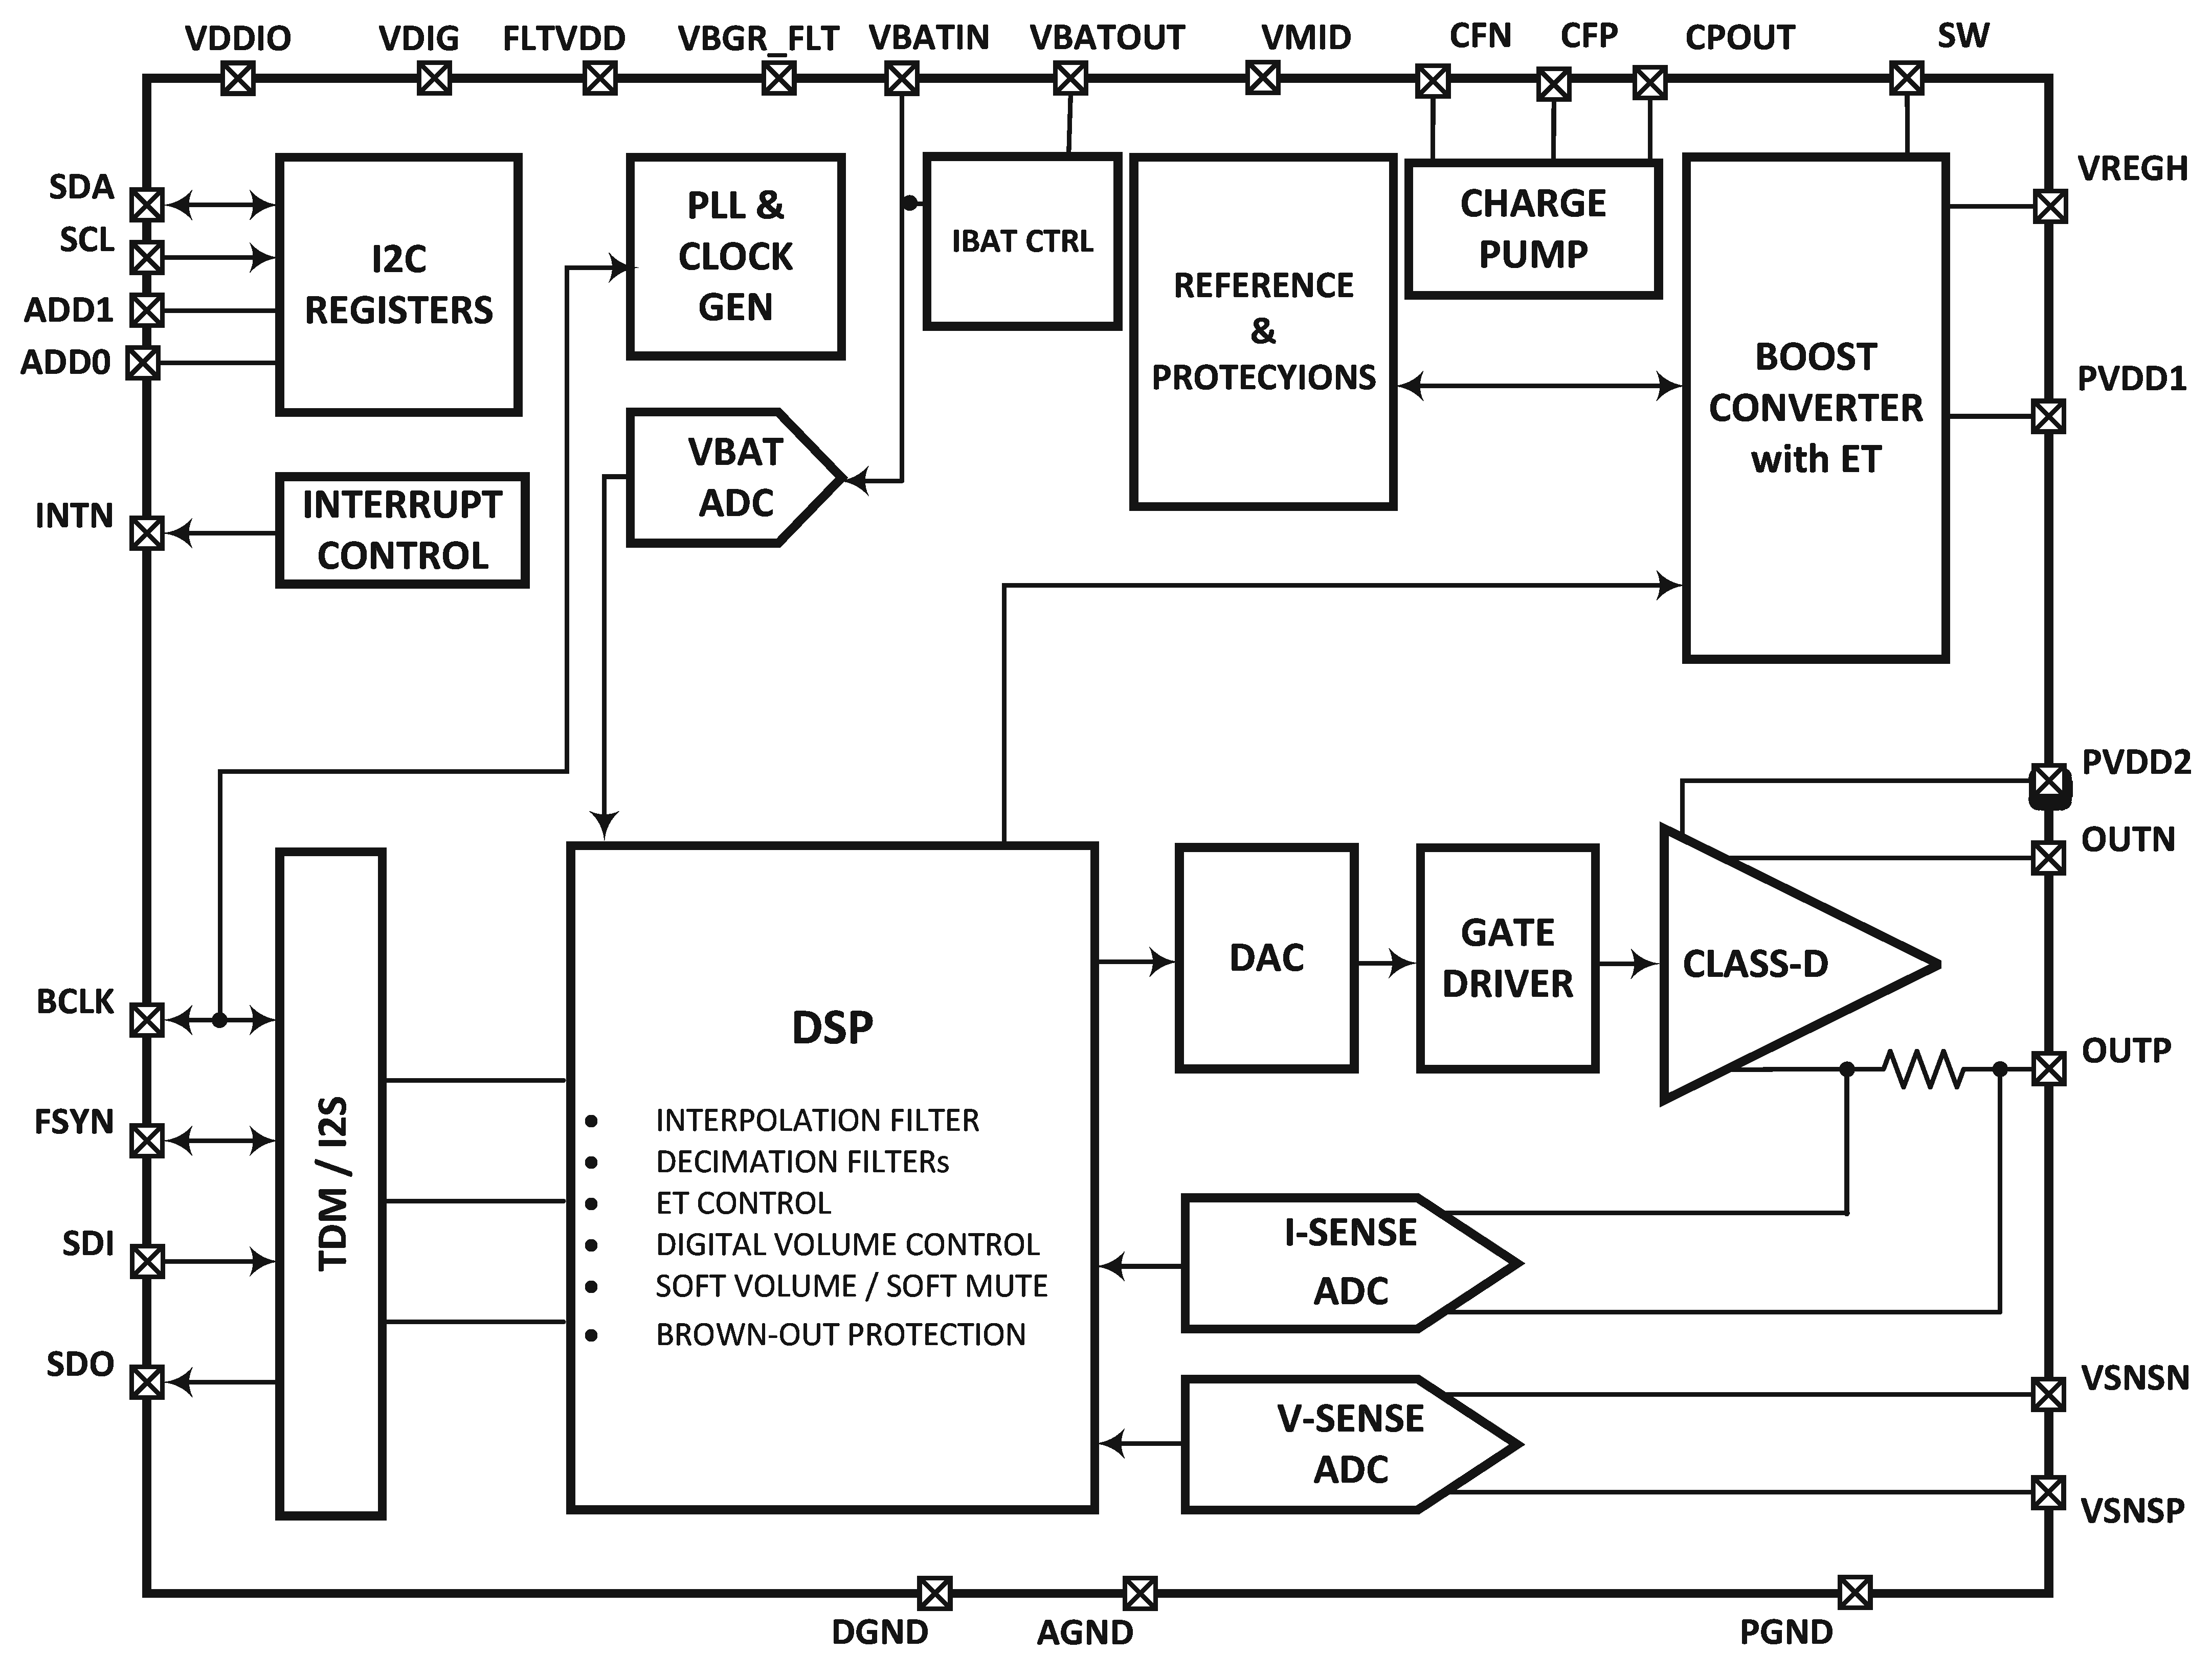 VDDIO
VDIG
FLTVDD
VBGR_FLT
VBATIN
VBATOUT
VMID
CFN
CFP
CPOUT
SW
SDA
SCL
ADD1
ADD0
I2C
REGISTERS
PLL &
CLOCK
GEN
IBAT CTRL
REFERENCE
&
PROTECYIONS
CHARGE
PUMP
BOOST
CONVERTER
with ET
VREGH
PVDD1
INTN
INTERRUPT
CONTROL
VBAT
ADC
PVDD2
OUTN
OUTP
BCLK
FSYN
SDI
SDO
TDM / I2S
DSP
• INTERPOLATION FILTER
• DECIMATION FILTERs
• ET CONTROL
• DIGITAL VOLUME CONTROL
• SOFT VOLUME / SOFT MUTE
• BROWN-OUT PROTECTION
DAC
GATE
DRIVER
CLASS-D
I-SENSE
ADC
V-SENSE
ADC
VSNSN
VSNSP
DGND
AGND
PGND